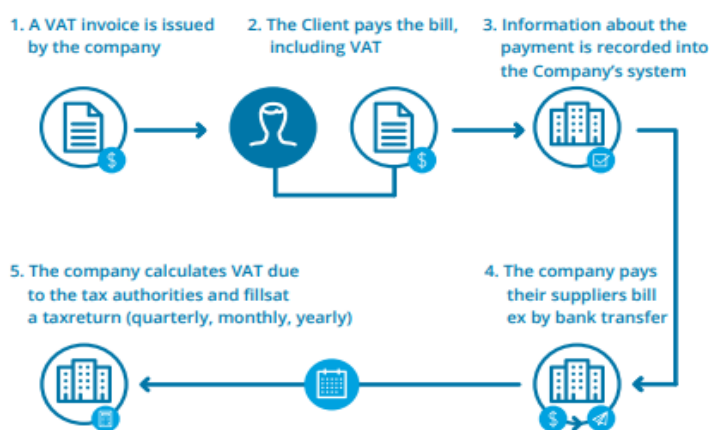 1. A VAT invoice is issued
by the company
2. The Client pays the bill,
including VAT
3. Information about the
payment is recorded into
the Company's system
$
$
5. The company calculates VAT due
to the tax authorities and fillsat
a taxreturn (quarterly, monthly, yearly)
4. The company pays
their suppliers bill
ex by bank transfer
$